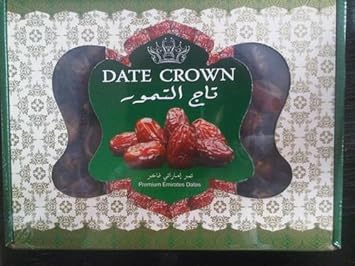 DATE CROWN
تاج التمور
تمر إماراتي فاخر
Premium Emirates Dates